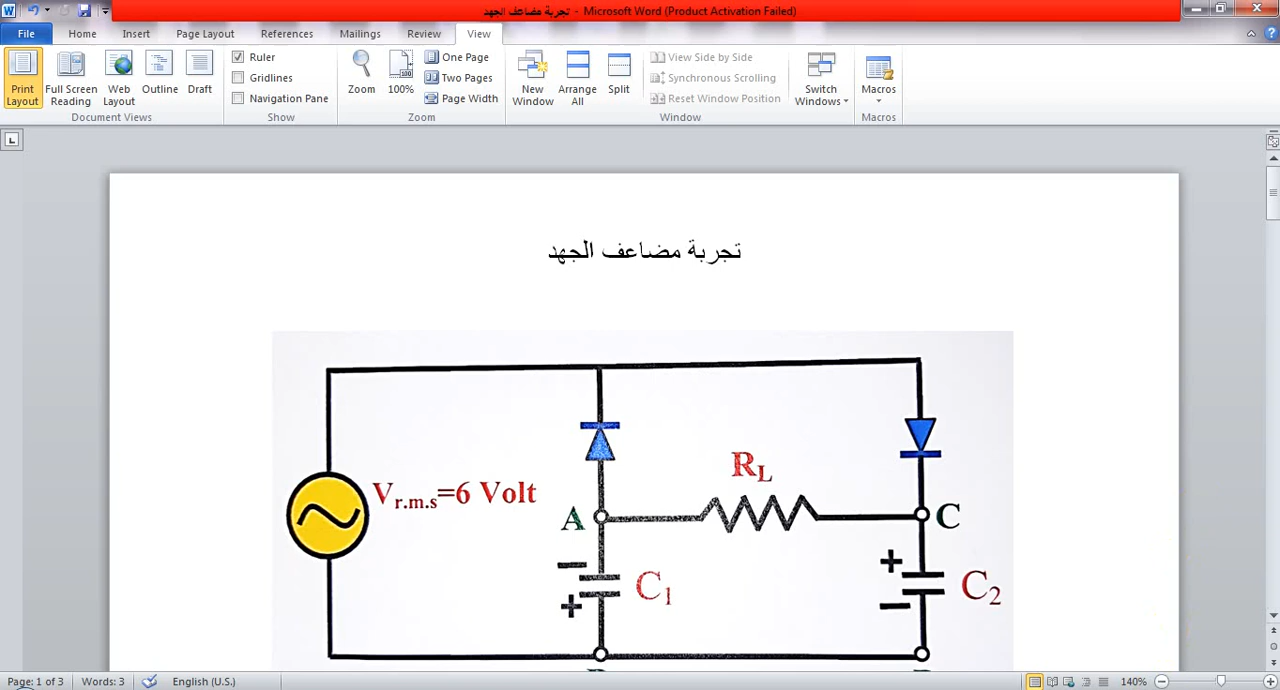 تجربة مضاعف الجهد - Microsoft Word (Product Activation Failed)
File Home Insert Page Layout References Mailings Review View
Print Layout
Full Screen Reading
Web Layout
Outline
Draft
Document Views
Ruler
Gridlines
Navigation Pane
Show
Zoom
100%
One Page
Two Pages
Page Width
Zoom
New Window
Arrange All
Split
View Side by Side
Synchronous Scrolling
Reset Window Position
Switch Windows
Window
Macros
Macros
تجربة مضاعف الجهد
Vr.m.s=6 Volt
RL
A
C
− +
C1
+ −
C2
Page: 1 of 3 Words: 3 English (U.S.) 140%